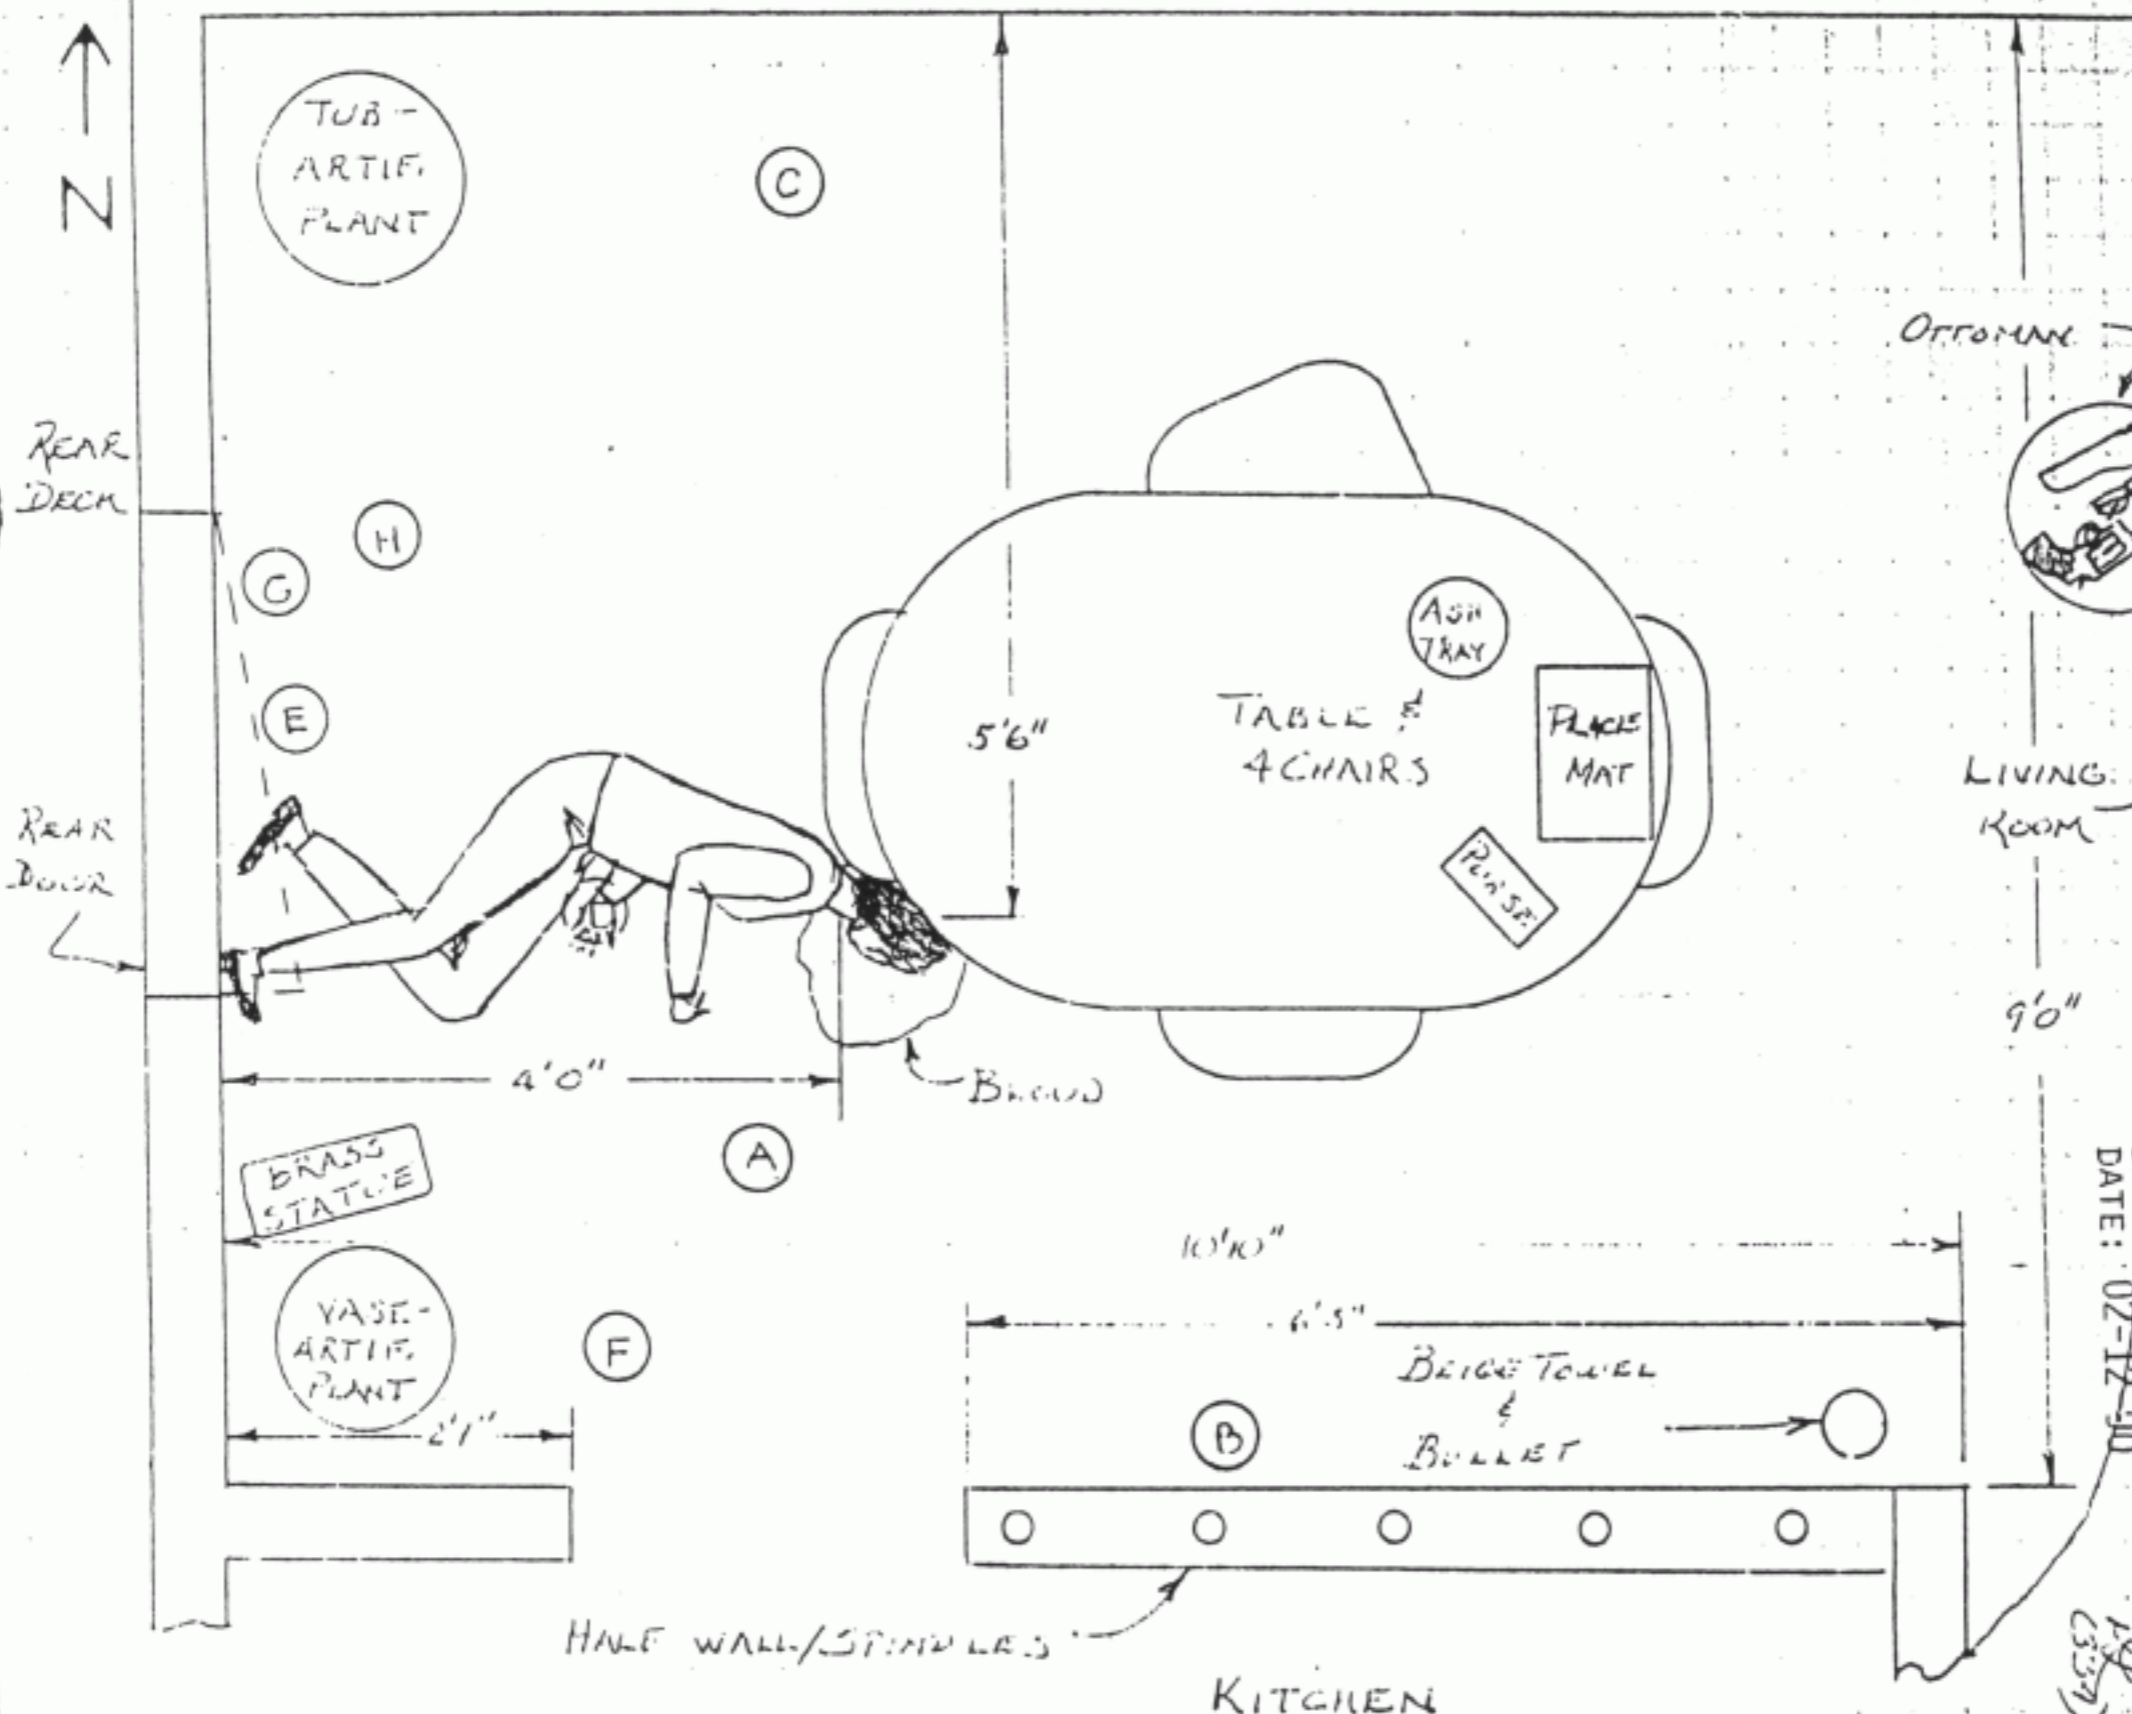 N
TUB-
ARTIF.
PLANT
C
OTTOMAN
REAR
DECK
H
G
E
ASH
TRAY
5'6"
TABLE &
4 CHAIRS
PLACE
MAT
LIVING
ROOM
REAR
DOOR
PURSE
9'0"
4'0"
BLOOD
BRASS
STATUE
A
DATE:
10'10"
VASE-
ARTIF.
PLANT
F
6'5"
BEIGE TOWEL
&
BULLET
B
2'1"
HALF WALL/SPINDLES
KITCHEN